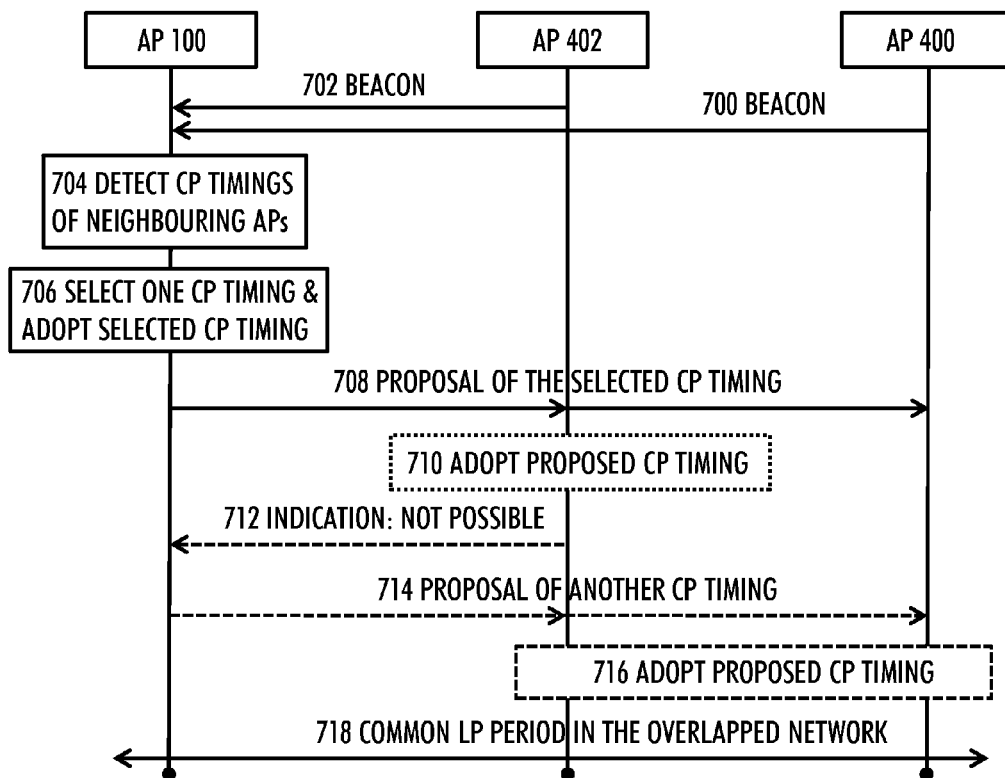 AP 100
AP 402
AP 400
702 BEACON
700 BEACON
704 DETECT CP TIMINGS
OF NEIGHBOURING APs
706 SELECT ONE CP TIMING &
ADOPT SELECTED CP TIMING
708 PROPOSAL OF THE SELECTED CP TIMING
710 ADOPT PROPOSED CP TIMING
712 INDICATION: NOT POSSIBLE
714 PROPOSAL OF ANOTHER CP TIMING
716 ADOPT PROPOSED CP TIMING
718 COMMON LP PERIOD IN THE OVERLAPPED NETWORK